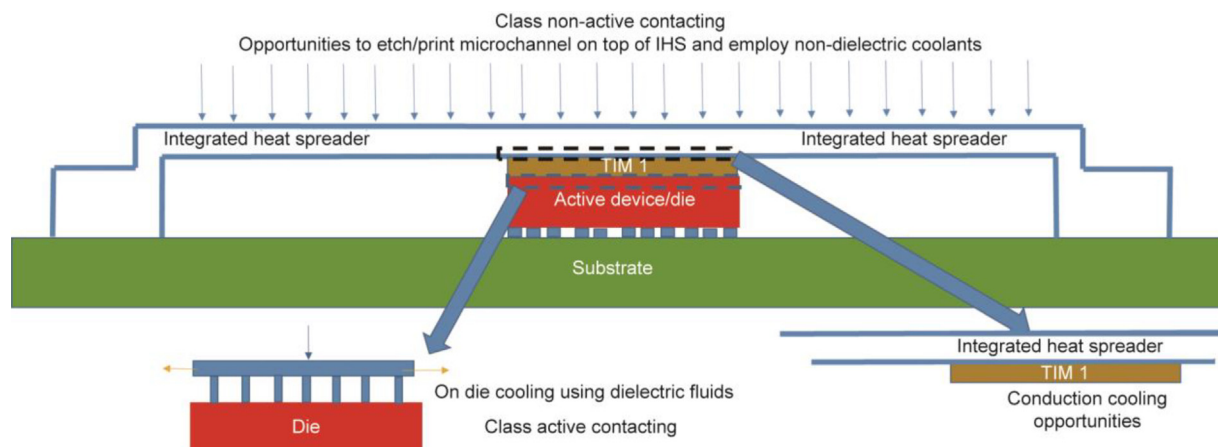 Class non-active contacting
Opportunities to etch/print microchannel on top of IHS and employ non-dielectric coolants
Integrated heat spreader
Integrated heat spreader
TIM 1
Active device/die
Substrate
Integrated heat spreader
TIM 1
Conduction cooling
opportunities
On die cooling using dielectric fluids
Die
Class active contacting